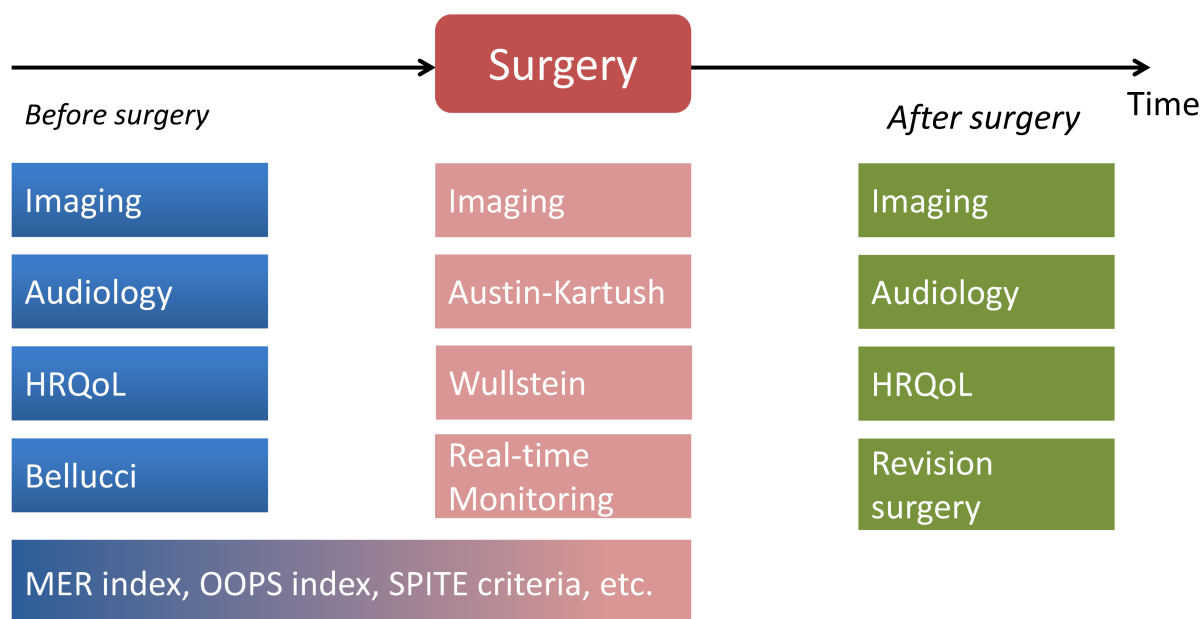 Surgery
Before surgery
After surgery
Time
Imaging
Imaging
Imaging
Audiology
Austin-Kartush
Audiology
HRQoL
Wullstein
HRQoL
Bellucci
Real-time
Monitoring
Revision
surgery
MER index, OOPS index, SPITE criteria, etc.